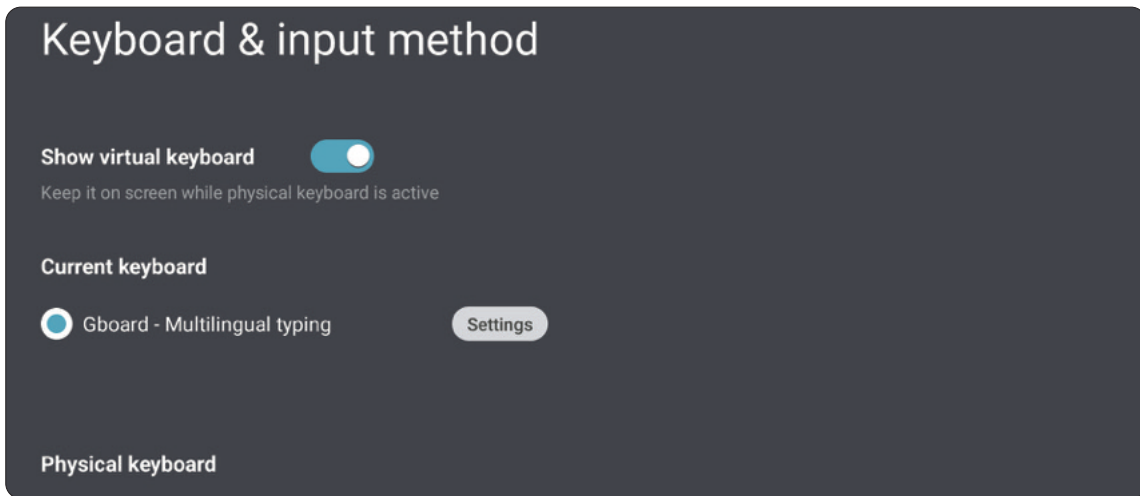 Keyboard & input method
Show virtual keyboard
Keep it on screen while physical keyboard is active
Current keyboard
Gboard - Multilingual typing
Settings
Physical keyboard